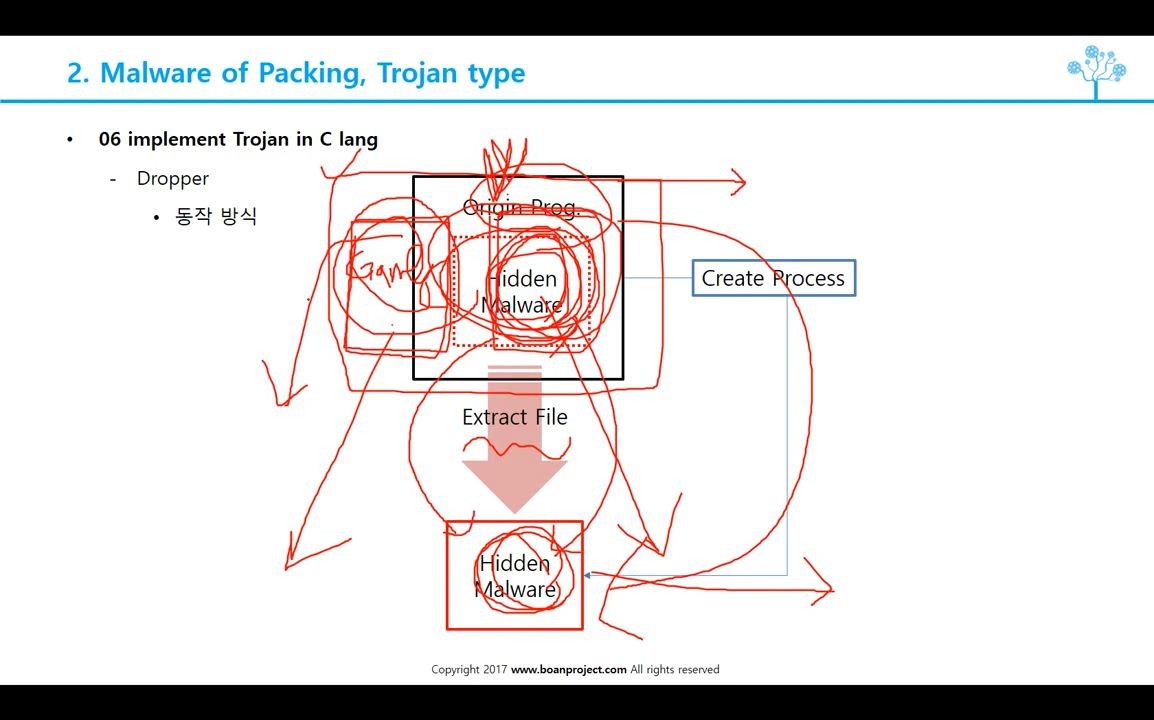 2. Malware of Packing, Trojan type
• 06 implement Trojan in C lang
- Dropper
• 동작 방식
Origin Prog.
Game
Hidden
Malware
Create Process
Extract File
Hidden
Malware
Copyright 2017 www.boanproject.com All rights reserved